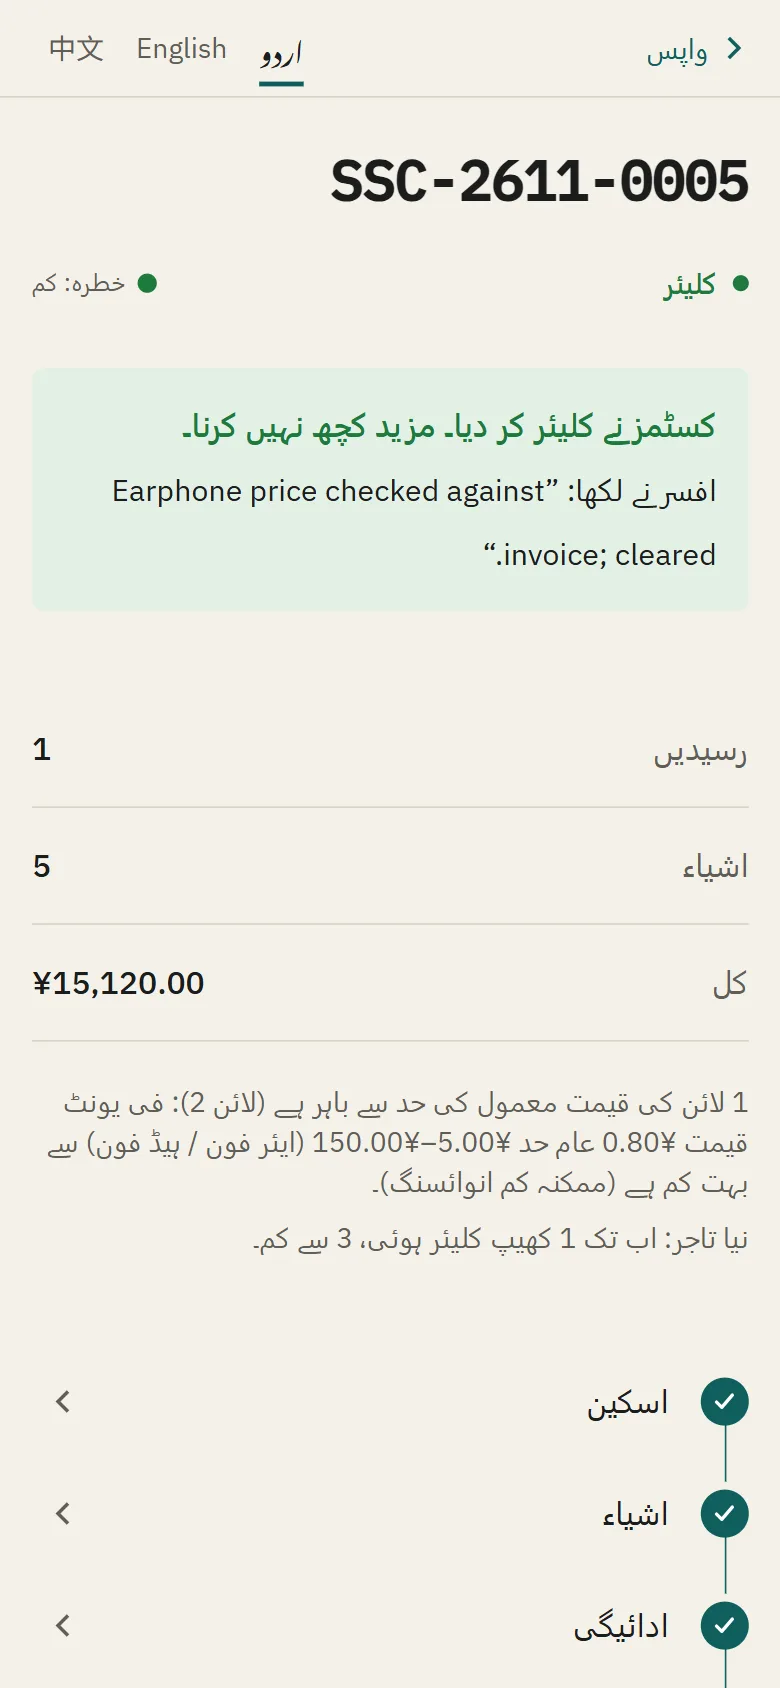 واپس
اردو
English
中文
SSC-2611-0005
کلیئر
خطرہ: کم
کسٹمز نے کلیئر کر دیا۔ مزید کچھ نہیں کرنا۔
افسر نے لکھا: ”Earphone price checked against
invoice; cleared.“
رسیدیں 1
اشیاء 5
کل ¥15,120.00
1 لائن کی قیمت معمول کی حد سے باہر ہے (لائن 2): فی یونٹ
قیمت ¥0.80 عام حد ¥5.00–¥150.00 (ایئر فون / ہیڈ فون) سے
بہت کم ہے (ممکنہ کم انوائسنگ)۔
نیا تاجر: اب تک 1 کھیپ کلیئر ہوئی، 3 سے کم۔
اسکین
اشیاء
ادائیگی